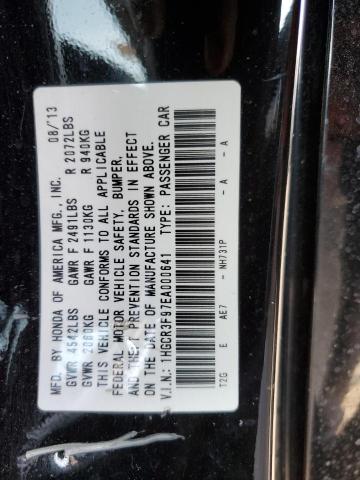 MFD. BY HONDA OF AMERICA MFG., INC. 08/13
GVWR 4542LBS GAWR F 2491LBS R 2072LBS
GVWR 2060KG GAWR F 1130KG R 940KG
THIS VEHICLE CONFORMS TO ALL APPLICABLE
FEDERAL MOTOR VEHICLE SAFETY, BUMPER,
AND THEFT PREVENTION STANDARDS IN EFFECT
ON THE DATE OF MANUFACTURE SHOWN ABOVE.
V.I.N.: 1HGCR3F97EA000641 TYPE: PASSENGER CAR
T2G E AE7 - NH731P - A - A